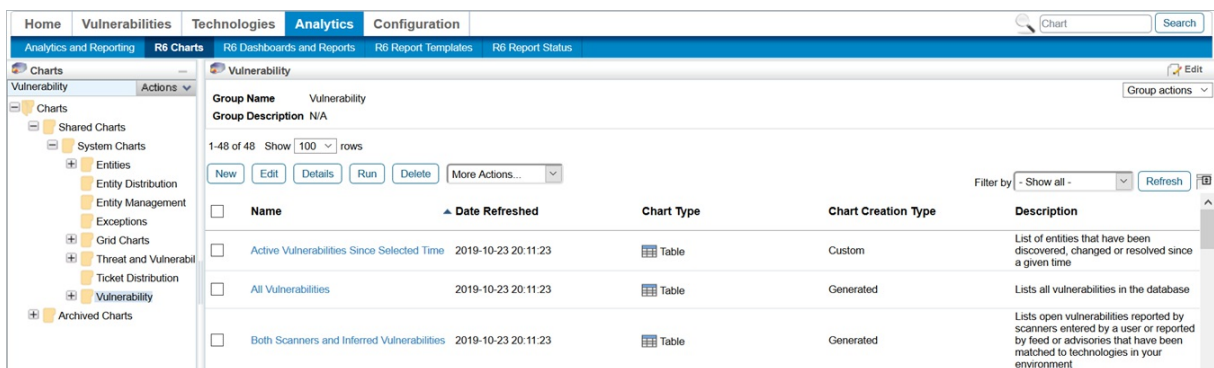 Home Vulnerabilities Technologies Analytics Configuration Chart Search
Analytics and Reporting R6 Charts R6 Dashboards and Reports R6 Report Templates R6 Report Status
Charts
Vulnerability Actions
Charts
Shared Charts
System Charts
Entities
Entity Distribution
Entity Management
Exceptions
Grid Charts
Threat and Vulnerabil
Ticket Distribution
Vulnerability
Archived Charts
Vulnerability Edit
Group Name Vulnerability Group actions
Group Description N/A
1-48 of 48 Show 100 rows
New Edit Details Run Delete More Actions... Filter by - Show all - Refresh
Name Date Refreshed Chart Type Chart Creation Type Description
Active Vulnerabilities Since Selected Time 2019-10-23 20:11:23 Table Custom List of entities that have been
discovered, changed or resolved since
a given time
All Vulnerabilities 2019-10-23 20:11:23 Table Generated Lists all vulnerabilities in the database
Both Scanners and Inferred Vulnerabilities 2019-10-23 20:11:23 Table Generated Lists open vulnerabilities reported by
scanners entered by a user or reported
by feed or advisories that have been
matched to technologies in your
environment